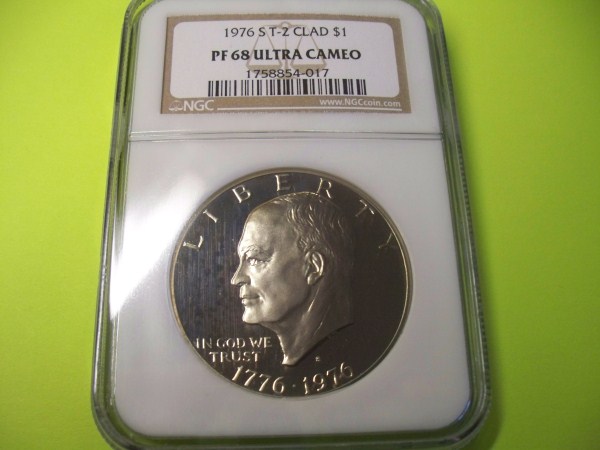 1976 S T-2 CLAD $1
PF 68 ULTRA CAMEO
1758854-017
NGC
www.NGCcoin.com
LIBERTY
IN GOD WE
TRUST
S
1776 · 1976